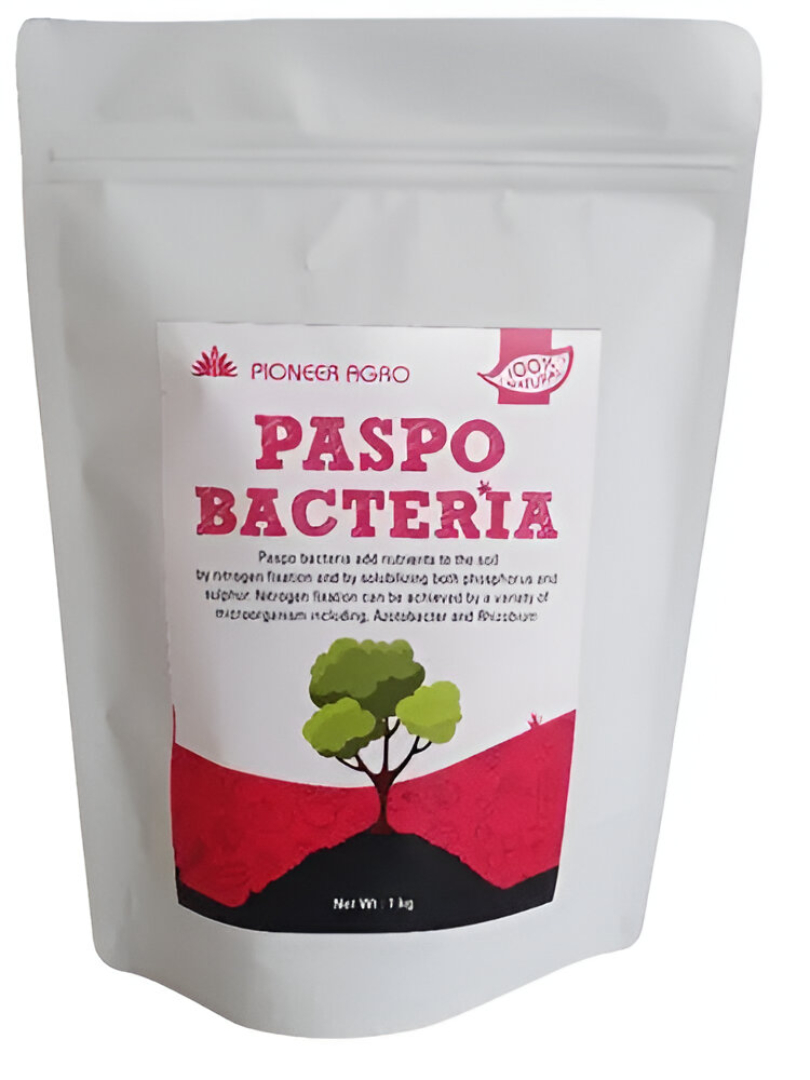 PIONEER AGRO
100%
NATURAL
PASPO
BACTERIA
Paspo bacteria add nutrients to the soil
by nitrogen fixation and by solubilizing both phosphorus and
sulphur. Nitrogen fixation can be achieved by a variety of
microorganism including, Azotobacter and Rhizobium
Net Wt : 1 kg